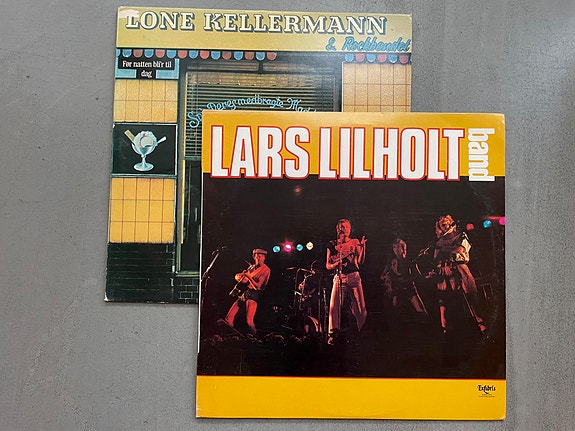 LONE KELLERMANN
& Rockbandet
Før natten bli'r til
dag
LARS LILHOLT
band
Exlibris